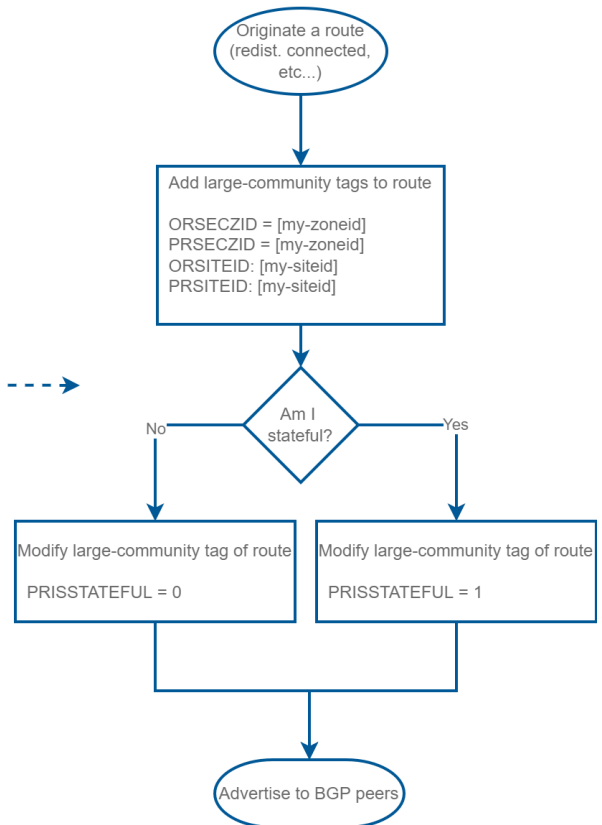 Originate a route
(redist. connected,
etc...)
Add large-community tags to route
ORSECZID = [my-zoneid]
PRSECZID = [my-zoneid]
ORSITEID: [my-siteid]
PRSITEID: [my-siteid]
Am I
stateful?
No
Yes
Modify large-community tag of route
PRISSTATEFUL = 0
Modify large-community tag of route
PRISSTATEFUL = 1
Advertise to BGP peers